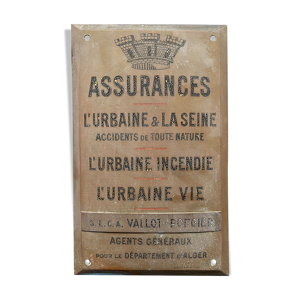 ASSURANCES
L'URBAINE & LA SEINE
ACCIDENTS DE TOUTE NATURE
L'URBAINE INCENDIE
L'URBAINE VIE
VALLOT-
AGENTS GÉNÉRAUX
POUR LE DÉPARTEMENT D'ALGER